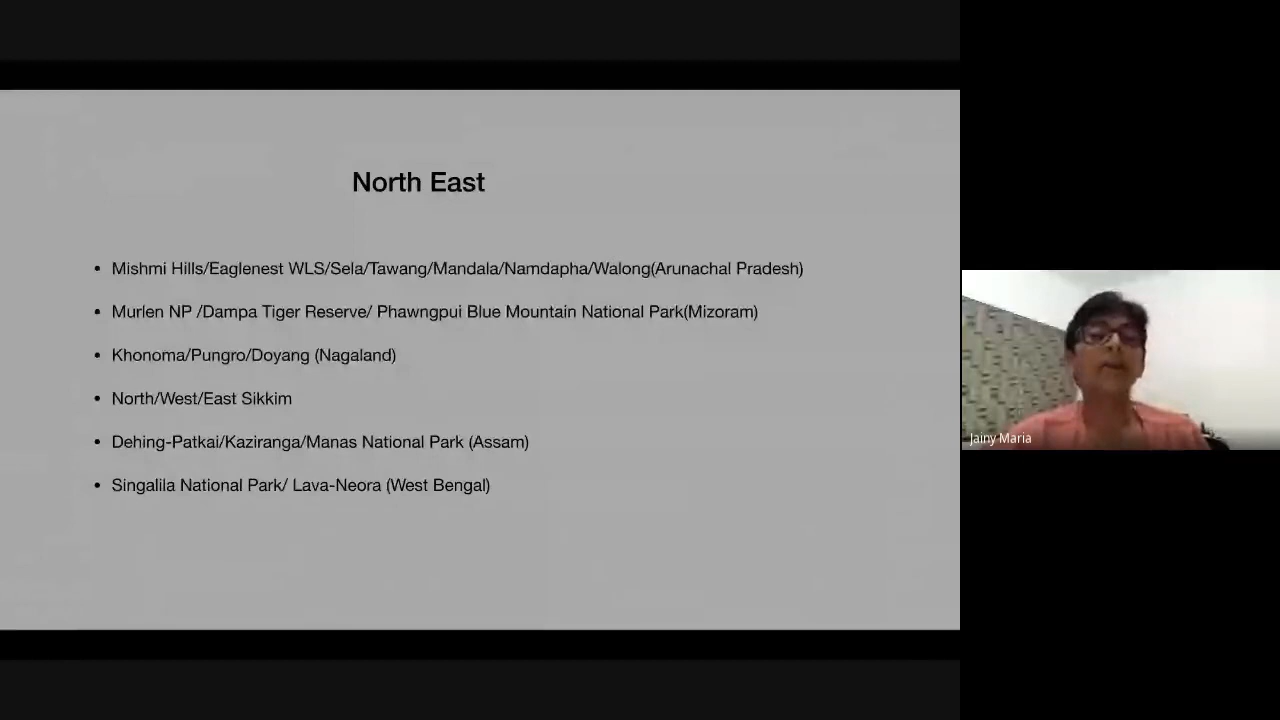 North East
• Mishmi Hills/Eaglenest WLS/Sela/Tawang/Mandala/Namdapha/Walong(Arunachal Pradesh)
• Murlen NP /Dampa Tiger Reserve/ Phawngpui Blue Mountain National Park(Mizoram)
• Khonoma/Pungro/Doyang (Nagaland)
• North/West/East Sikkim
• Dehing-Patkai/Kaziranga/Manas National Park (Assam)
• Singalila National Park/ Lava-Neora (West Bengal)
Jainy Maria